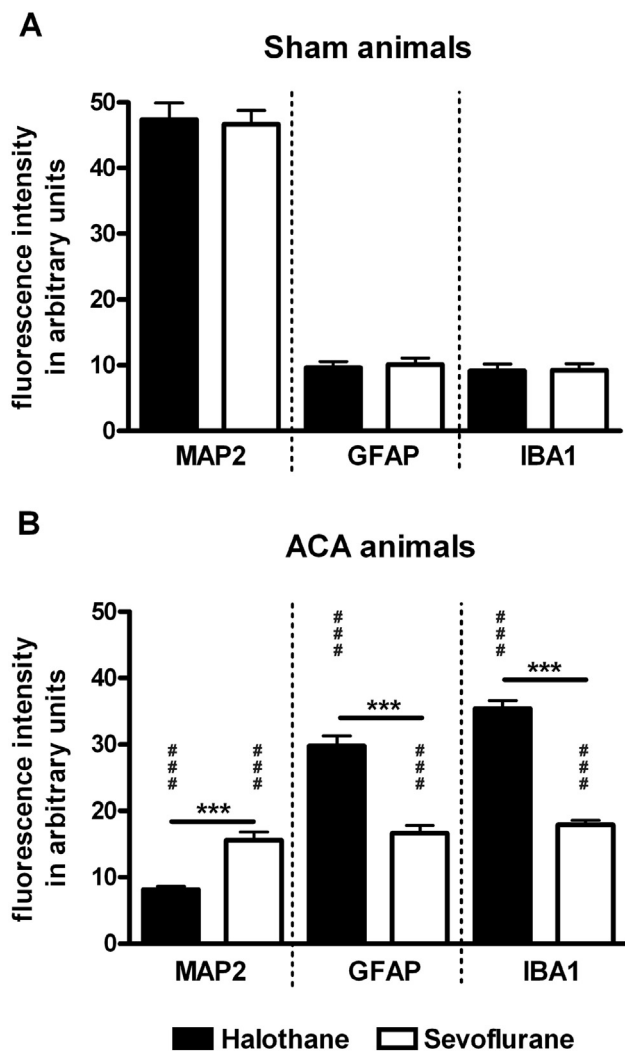 A
Sham animals
fluorescence intensity
in arbitrary units
50
40
30
20
10
0
MAP2 GFAP IBA1
B
ACA animals
fluorescence intensity
in arbitrary units
50
40
30
20
10
0
###
###
###
###
###
###
***
***
***
MAP2 GFAP IBA1
Halothane Sevoflurane